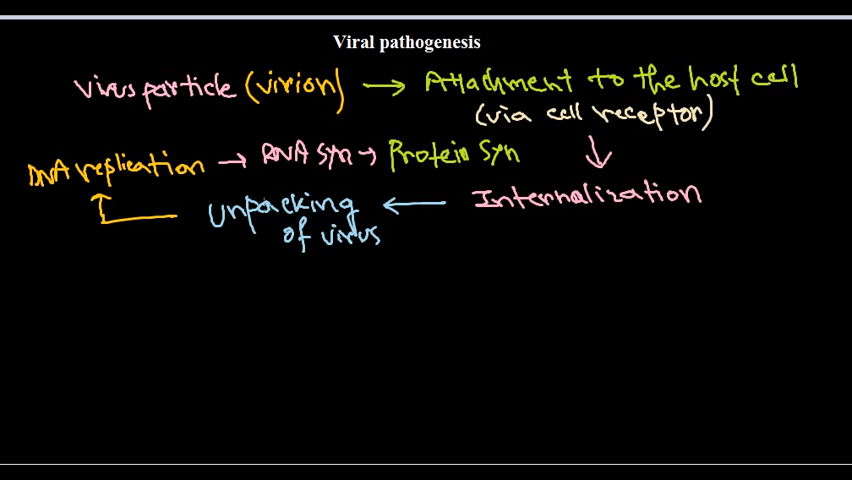 Viral pathogenesis
Virus particle (virion) → Attachment to the host cell
(via cell receptor)
DNA replication → RNA Syn → Protein Syn
Unpacking ← Internalization
of virus